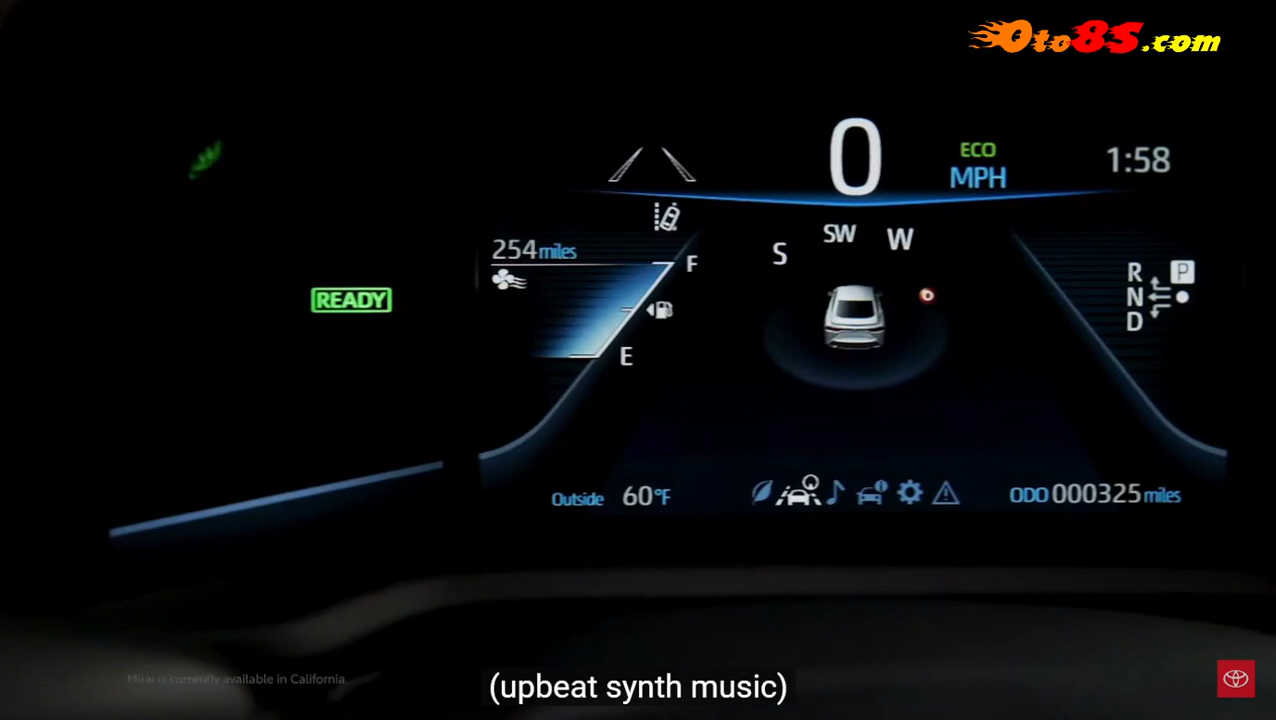 Oto8S.com
0
ECO
MPH
1:58
SW
S
W
254 miles
F
E
READY
R
P
N
D
Outside 60°F
ODO 000325 miles
Mirai is currently available in California.
(upbeat synth music)